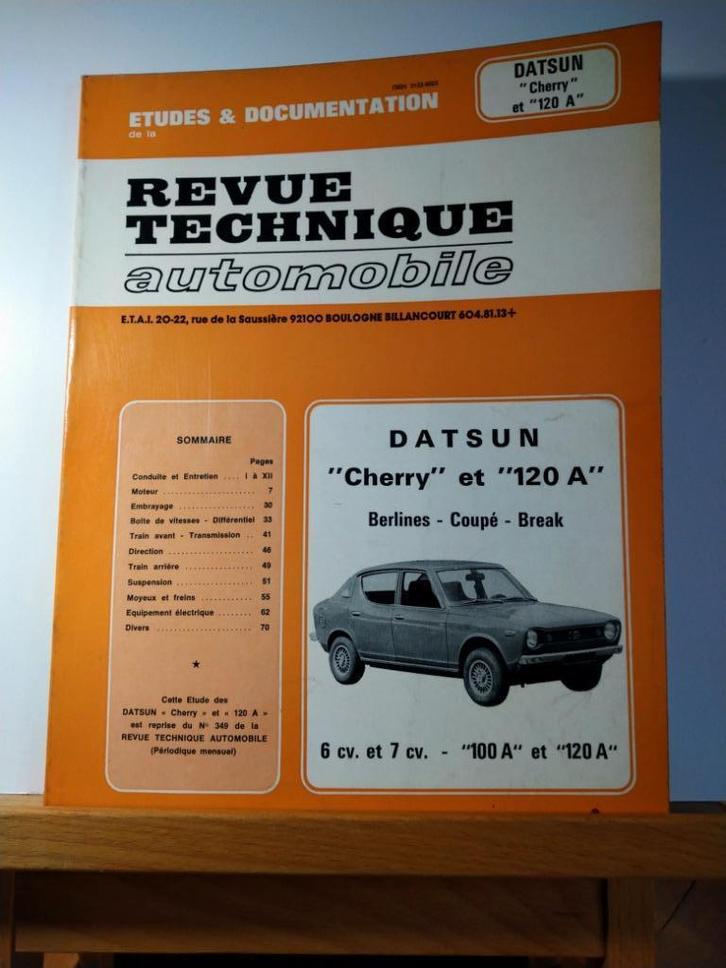 ETUDES & DOCUMENTATION
de la
DATSUN
"Cherry"
et "120 A"
REVUE
TECHNIQUE
automobile
E.T.A.I. 20-22, rue de la Saussière 92100 BOULOGNE BILLANCOURT 604.81.13+
SOMMAIRE
Pages
Conduite et Entretien .... I à XII
Moteur ..................... 7
Embrayage .................. 30
Boîte de vitesses - Différentiel 33
Train avant - Transmission .. 41
Direction ................... 46
Train arrière ................ 49
Suspension .................. 51
Moyeux et freins ............ 55
Equipement électrique ........ 62
Divers ...................... 70
★
Cette Etude des
DATSUN « Cherry » et « 120 A »
est reprise du N° 349 de la
REVUE TECHNIQUE AUTOMOBILE
(Périodique mensuel)
DATSUN
"Cherry" et "120 A"
Berlines - Coupé - Break
6 cv. et 7 cv. - "100 A" et "120 A"